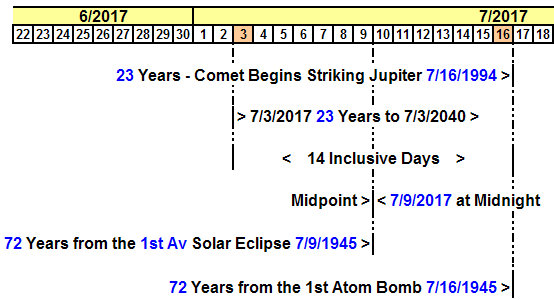 6/2017 7/2017
22 23 24 25 26 27 28 29 30 1 2 3 4 5 6 7 8 9 10 11 12 13 14 15 16 17 18
23 Years - Comet Begins Striking Jupiter 7/16/1994 >
> 7/3/2017 23 Years to 7/3/2040 >
< 14 Inclusive Days >
Midpoint > < 7/9/2017 at Midnight
72 Years from the 1st Av Solar Eclipse 7/9/1945 >
72 Years from the 1st Atom Bomb 7/16/1945 >